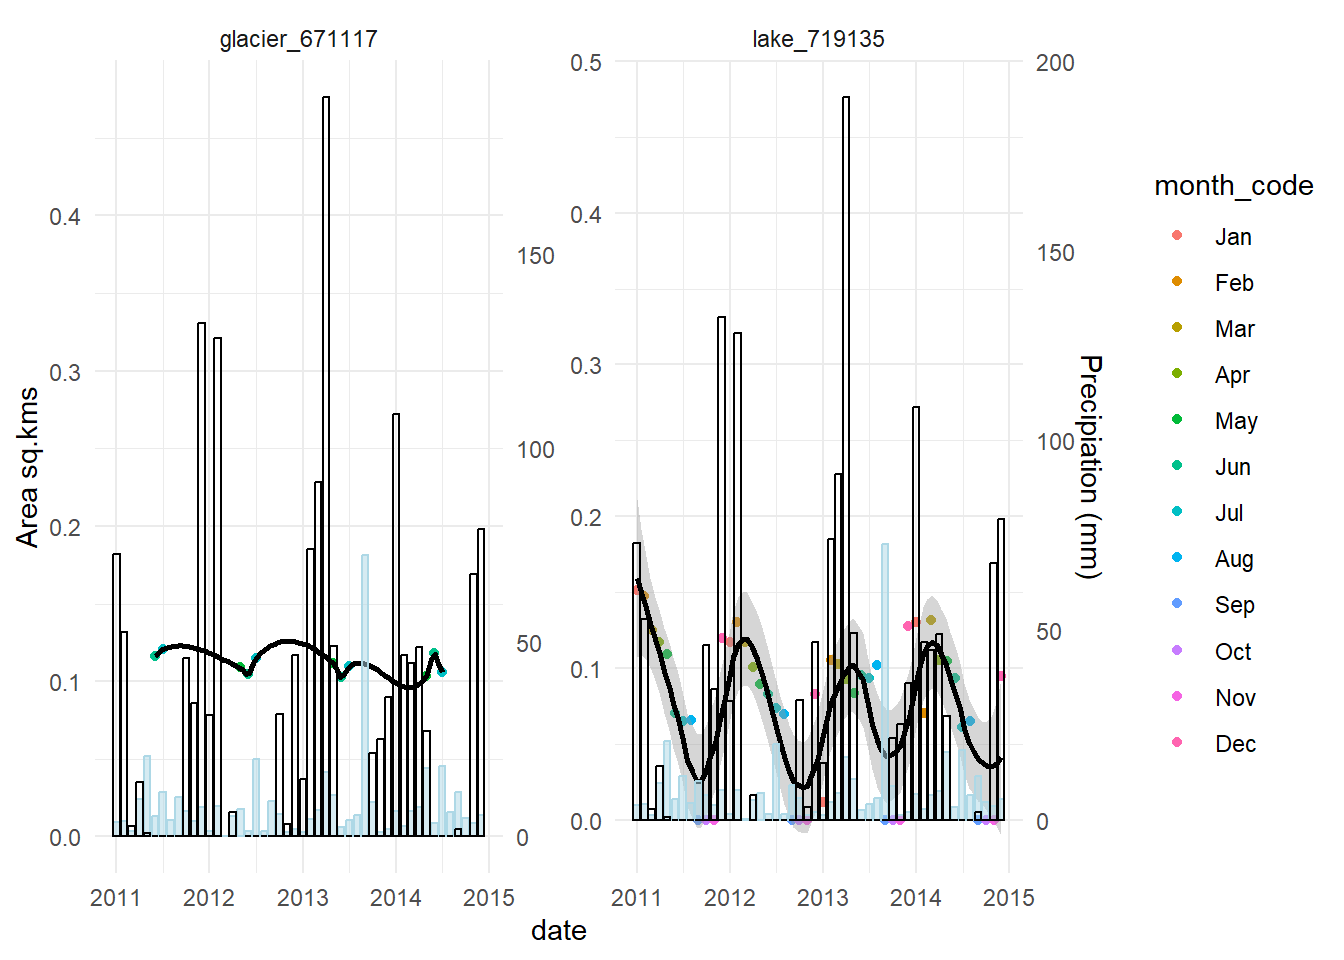 glacier_671117
lake_719135
0.4
0.3
0.2
0.1
0.0
150
100
50
0
0.5
0.4
0.3
0.2
0.1
0.0
200
150
100
50
0
2011 2012 2013 2014 2015
2011 2012 2013 2014 2015
date
Area sq.kms
Precipiation (mm)
month_code
Jan
Feb
Mar
Apr
May
Jun
Jul
Aug
Sep
Oct
Nov
Dec